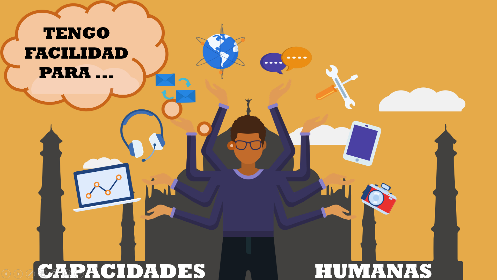 TENGO
FACILIDAD
PARA ...
CAPACIDADES
HUMANAS